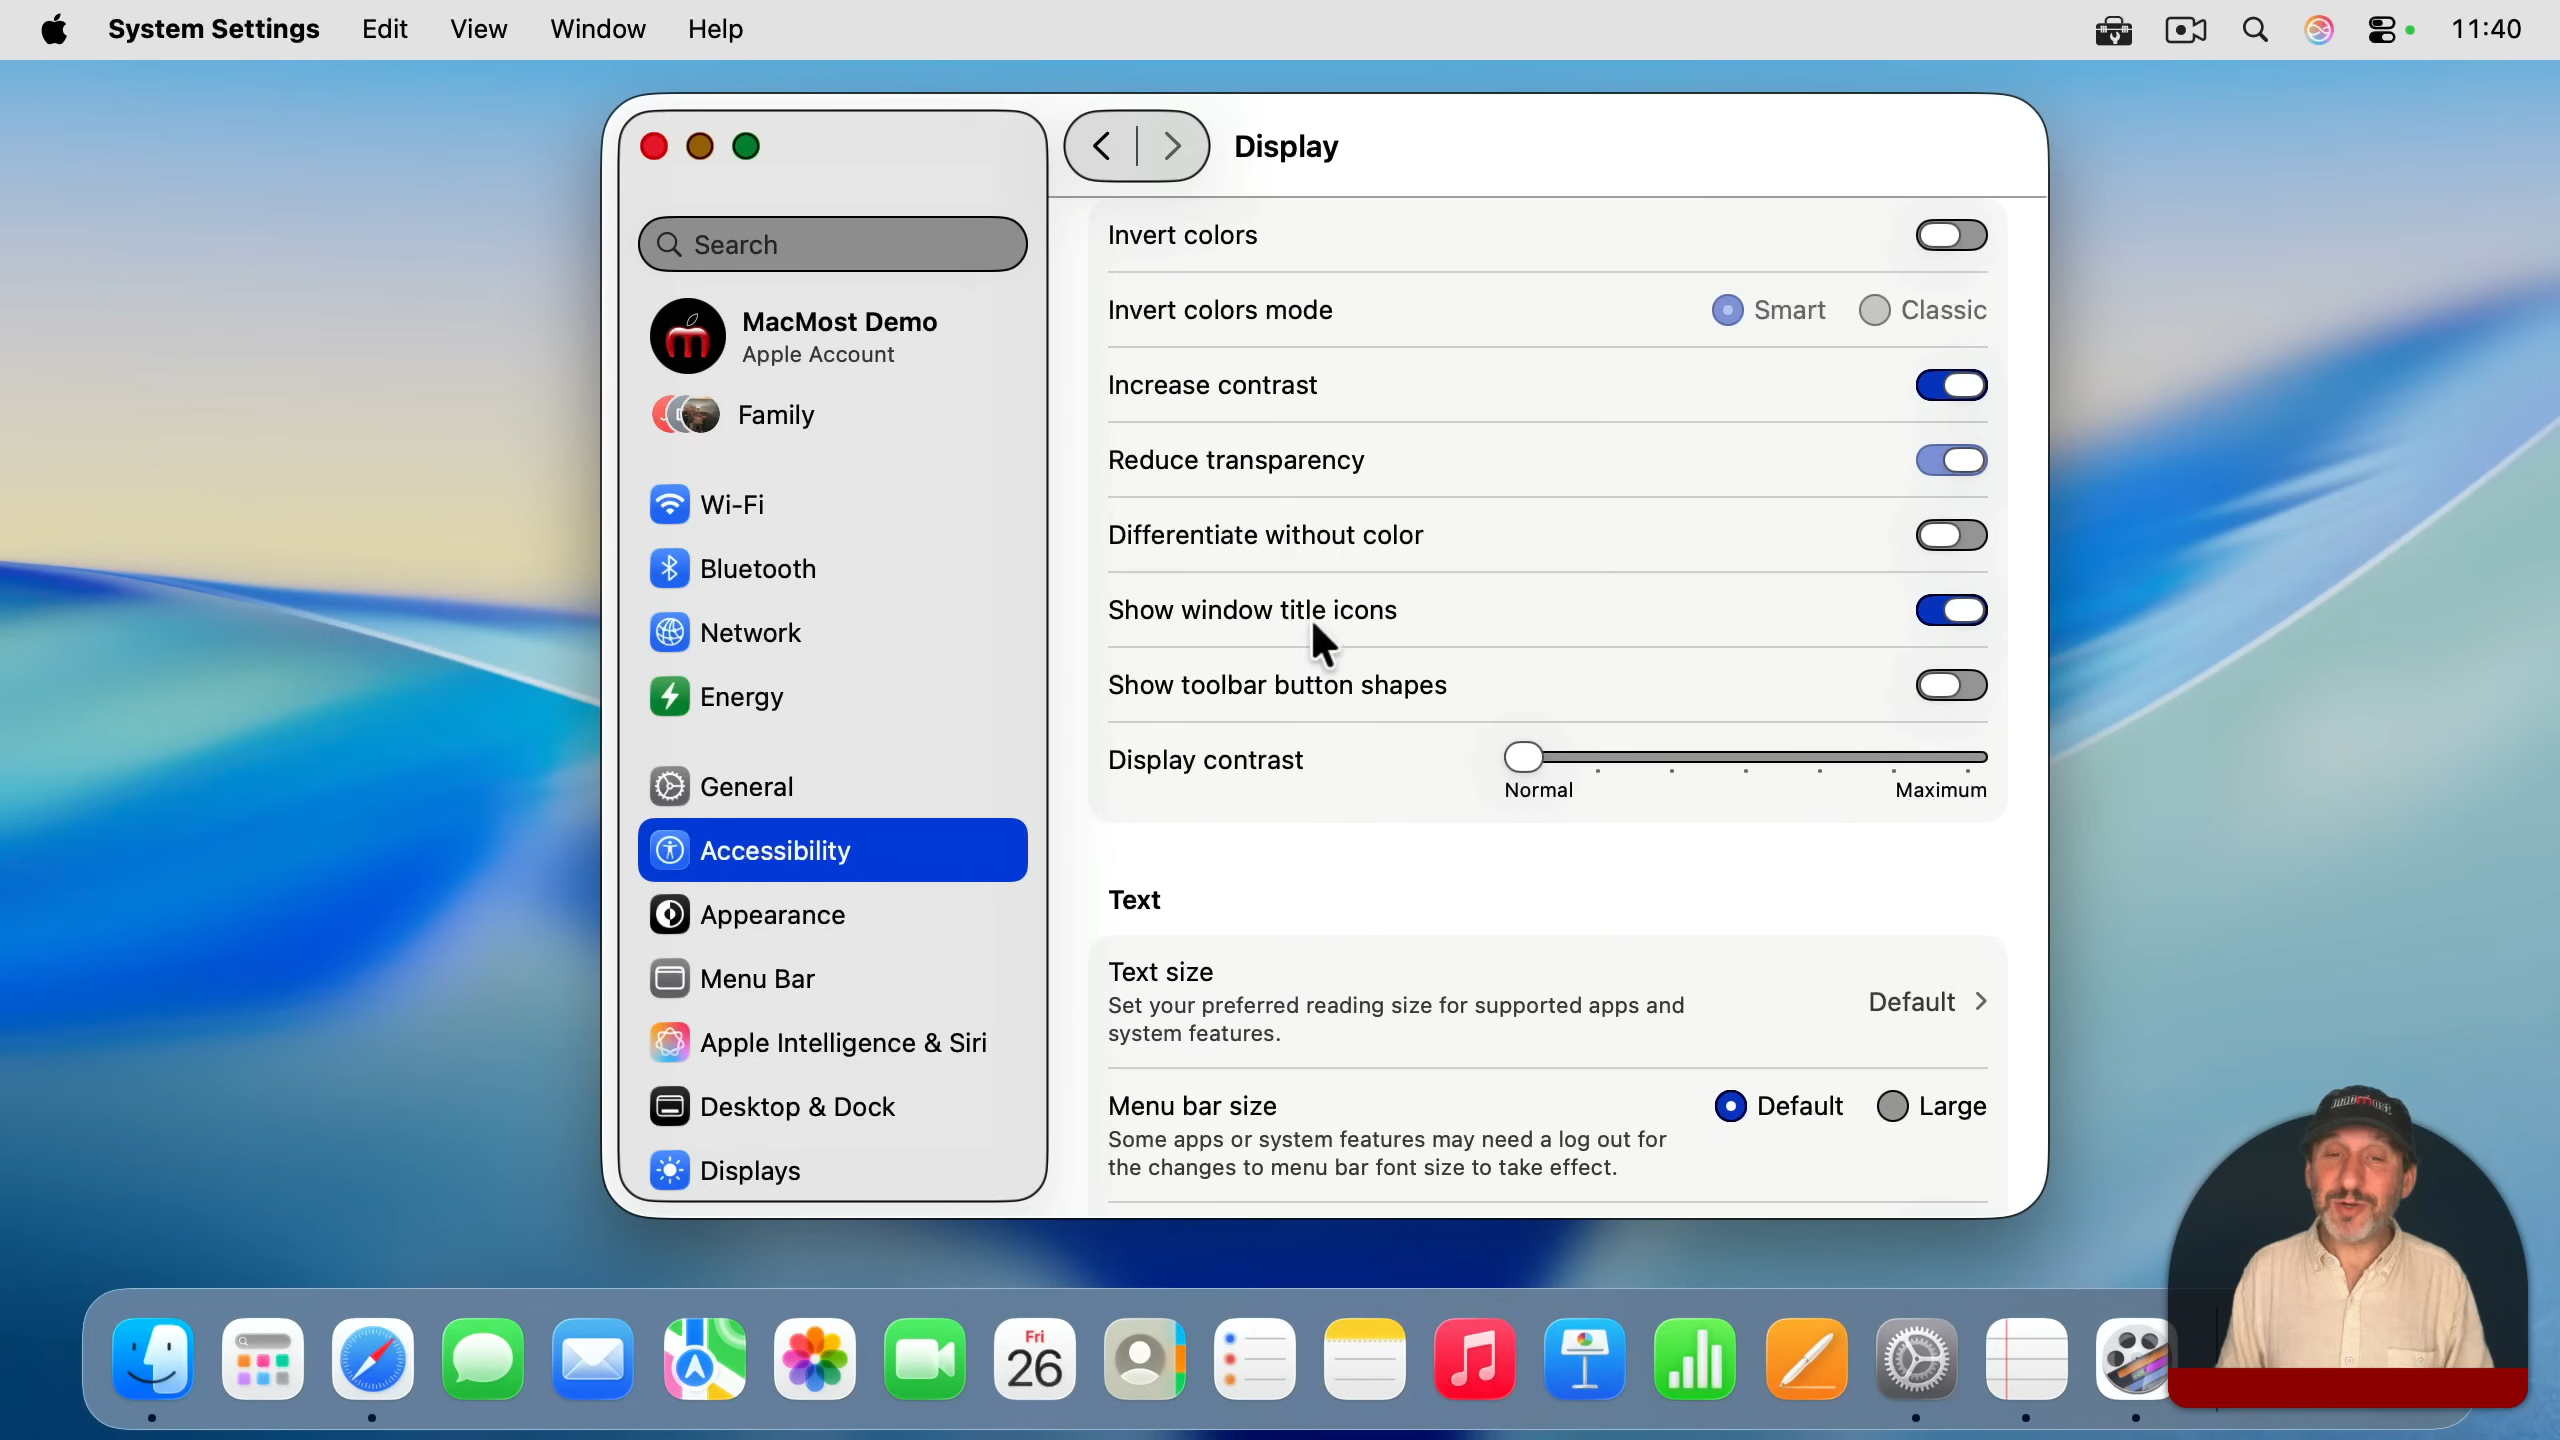 System Settings Edit View Window Help 11:40
Display
Search
MacMost Demo
Apple Account
Family
Wi-Fi
Bluetooth
Network
Energy
General
Accessibility
Appearance
Menu Bar
Apple Intelligence & Siri
Desktop & Dock
Displays
Invert colors
Invert colors mode Smart Classic
Increase contrast
Reduce transparency
Differentiate without color
Show window title icons
Show toolbar button shapes
Display contrast
Normal Maximum
Text
Text size
Set your preferred reading size for supported apps and
system features.
Default
Menu bar size Default Large
Some apps or system features may need a log out for
the changes to menu bar font size to take effect.
Fri
26